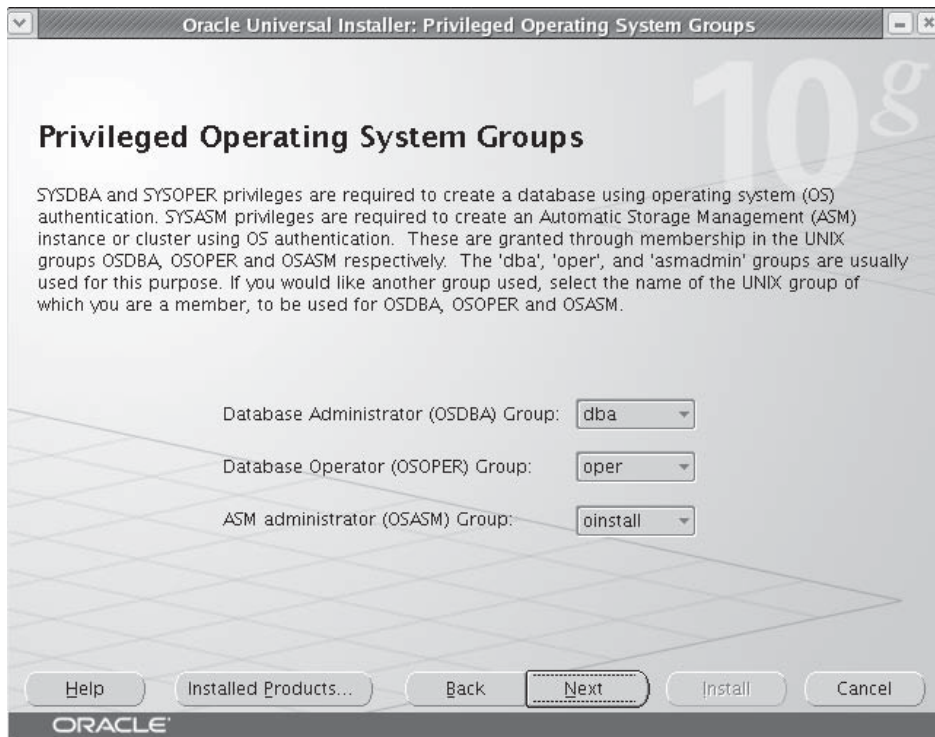 Oracle Universal Installer: Privileged Operating System Groups
10g
Privileged Operating System Groups
SYSDBA and SYSOPER privileges are required to create a database using operating system (OS)
authentication. SYSASM privileges are required to create an Automatic Storage Management (ASM)
instance or cluster using OS authentication. These are granted through membership in the UNIX
groups OSDBA, OSOPER and OSASM respectively. The 'dba', 'oper', and 'asmadmin' groups are usually
used for this purpose. If you would like another group used, select the name of the UNIX group of
which you are a member, to be used for OSDBA, OSOPER and OSASM.
Database Administrator (OSDBA) Group: dba
Database Operator (OSOPER) Group: oper
ASM administrator (OSASM) Group: oinstall
Help Installed Products... Back Next Install Cancel
ORACLE